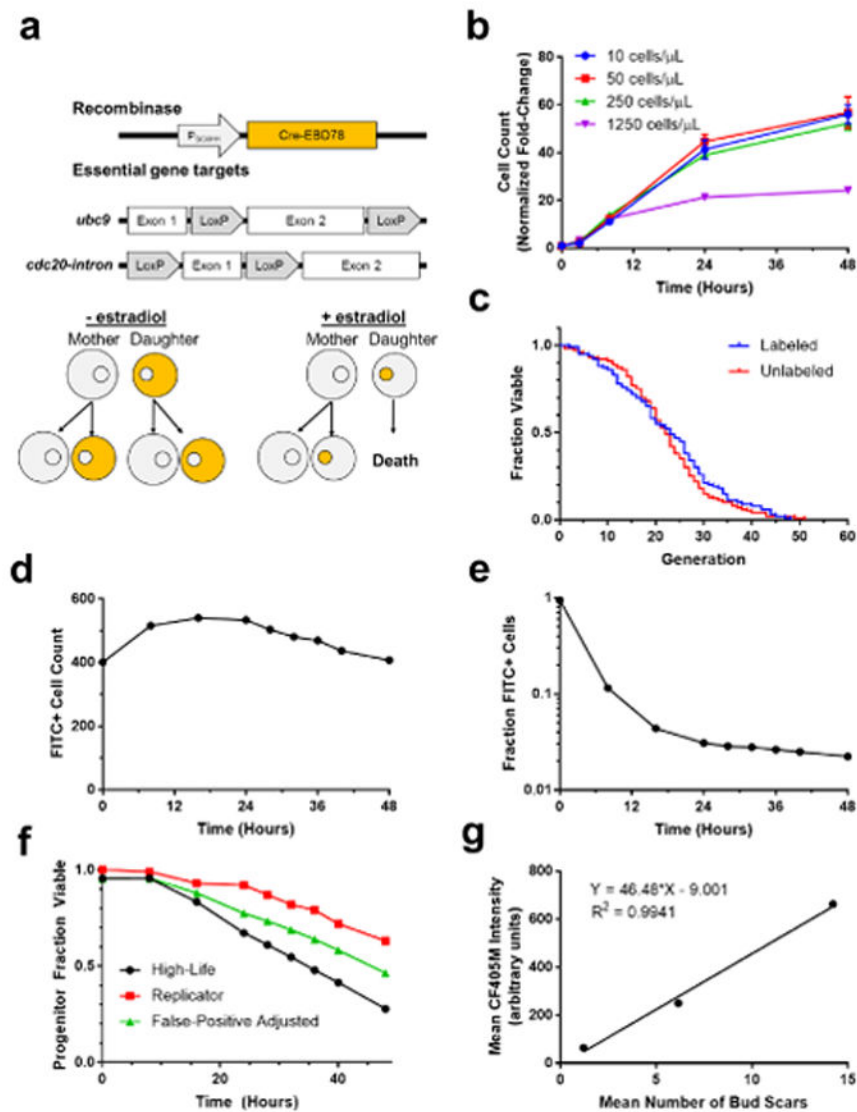 a
Recombinase
Cre-EBD78
Essential gene targets
ubc9
Exon 1
LoxP
Exon 2
LoxP
cdc20-intron
LoxP
Exon 1
LoxP
Exon 2
- estradiol
+ estradiol
Mother
Daughter
Mother
Daughter
Death
b
Cell Count
(Normalized Fold-Change)
80
60
40
20
0
10 cells/µL
50 cells/µL
250 cells/µL
1250 cells/µL
0
12
24
36
48
Time (Hours)
c
Fraction Viable
1.0
0.5
0.0
Labeled
Unlabeled
0
10
20
30
40
50
60
Generation
d
FITC+ Cell Count
600
400
200
0
0
12
24
36
48
Time (Hours)
e
Fraction FITC+ Cells
1
0.1
0.01
0
12
24
36
48
Time (Hours)
f
Progenitor Fraction Viable
1.0
0.5
0.0
High-Life
Replicator
False-Positive Adjusted
0
20
40
Time (Hours)
g
Mean CF405M Intensity
(arbitrary units)
800
600
400
200
0
Y = 46.48*X - 9.001
R² = 0.9941
0
5
10
15
Mean Number of Bud Scars